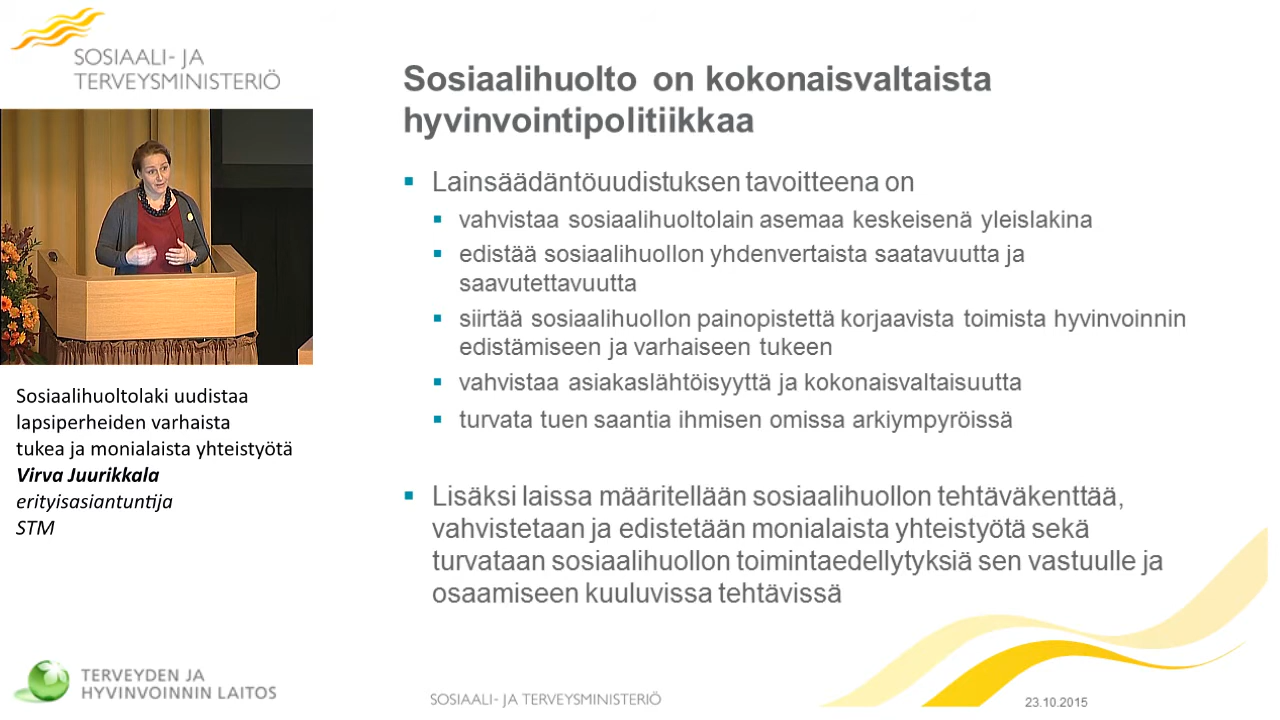 SOSIAALI- JA
TERVEYSMINISTERIÖ
Sosiaalihuolto on kokonaisvaltaista
hyvinvointipolitiikkaa
Lainsäädäntöuudistuksen tavoitteena on
vahvistaa sosiaalihuoltolain asemaa keskeisenä yleislakina
edistää sosiaalihuollon yhdenvertaista saatavuutta ja
saavutettavuutta
siirtää sosiaalihuollon painopistettä korjaavista toimista hyvinvoinnin
edistämiseen ja varhaiseen tukeen
vahvistaa asiakaslähtöisyyttä ja kokonaisvaltaisuutta
turvata tuen saantia ihmisen omissa arkiympyröissä
Lisäksi laissa määritellään sosiaalihuollon tehtäväkenttää,
vahvistetaan ja edistetään monialaista yhteistyötä sekä
turvataan sosiaalihuollon toimintaedellytyksiä sen vastuulle ja
osaamiseen kuuluvissa tehtävissä
Sosiaalihuoltolaki uudistaa
lapsiperheiden varhaista
tukea ja monialaista yhteistyötä
Virva Juurikkala
erityisasiantuntija
STM
TERVEYDEN JA
HYVINVOINNIN LAITOS
SOSIAALI- JA TERVEYSMINISTERIÖ
23.10.2015